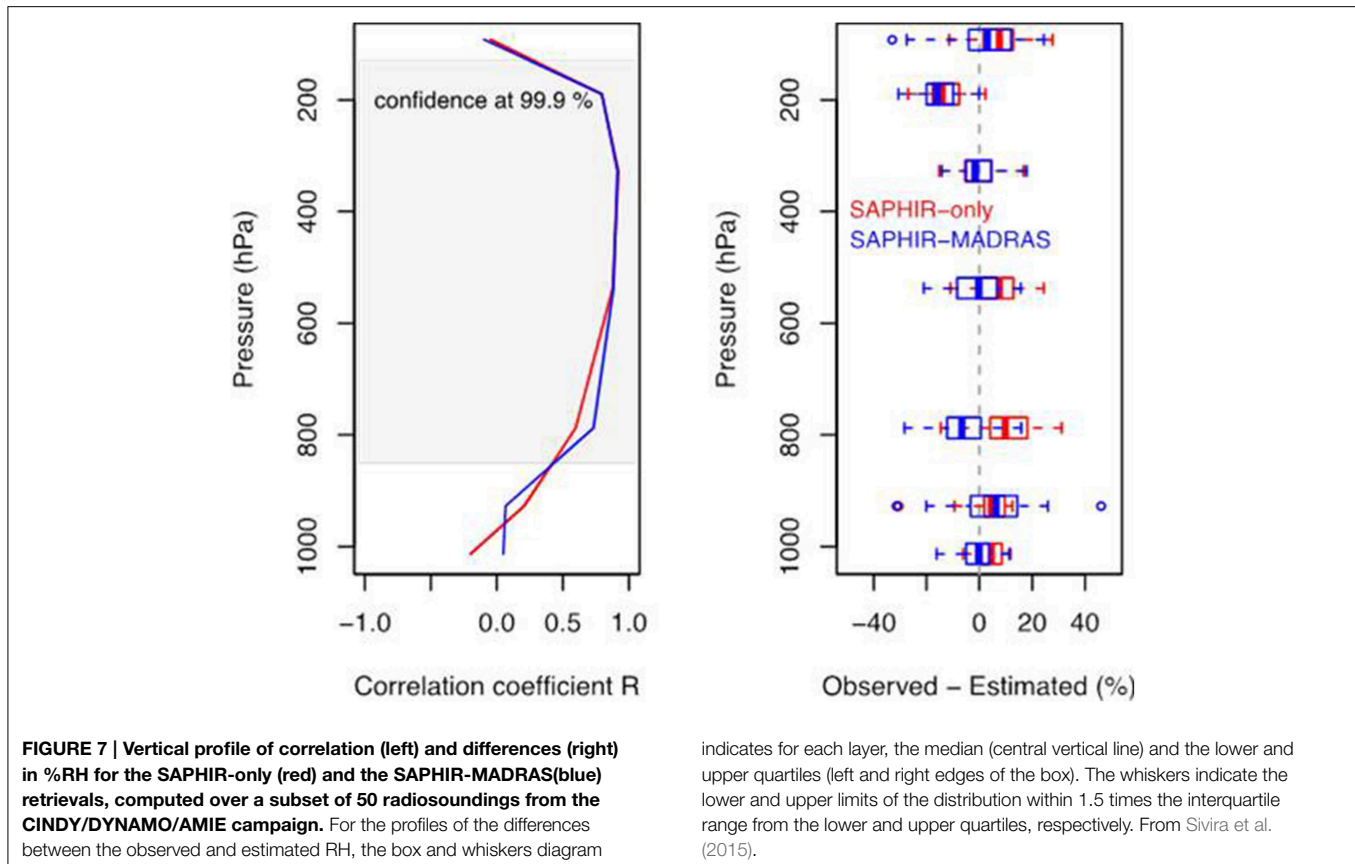 confidence at 99.9 %
200
400
600
800
1000
Pressure (hPa)
−1.0 0.0 0.5 1.0
Correlation coefficient R
SAPHIR−only
SAPHIR−MADRAS
200
400
600
800
1000
Pressure (hPa)
−40 0 20 40
Observed − Estimated (%)
FIGURE 7 | Vertical profile of correlation (left) and differences (right)
in %RH for the SAPHIR-only (red) and the SAPHIR-MADRAS(blue)
retrievals, computed over a subset of 50 radiosoundings from the
CINDY/DYNAMO/AMIE campaign. For the profiles of the differences
between the observed and estimated RH, the box and whiskers diagram
indicates for each layer, the median (central vertical line) and the lower and
upper quartiles (left and right edges of the box). The whiskers indicate the
lower and upper limits of the distribution within 1.5 times the interquartile
range from the lower and upper quartiles, respectively. From Sivira et al.
(2015).